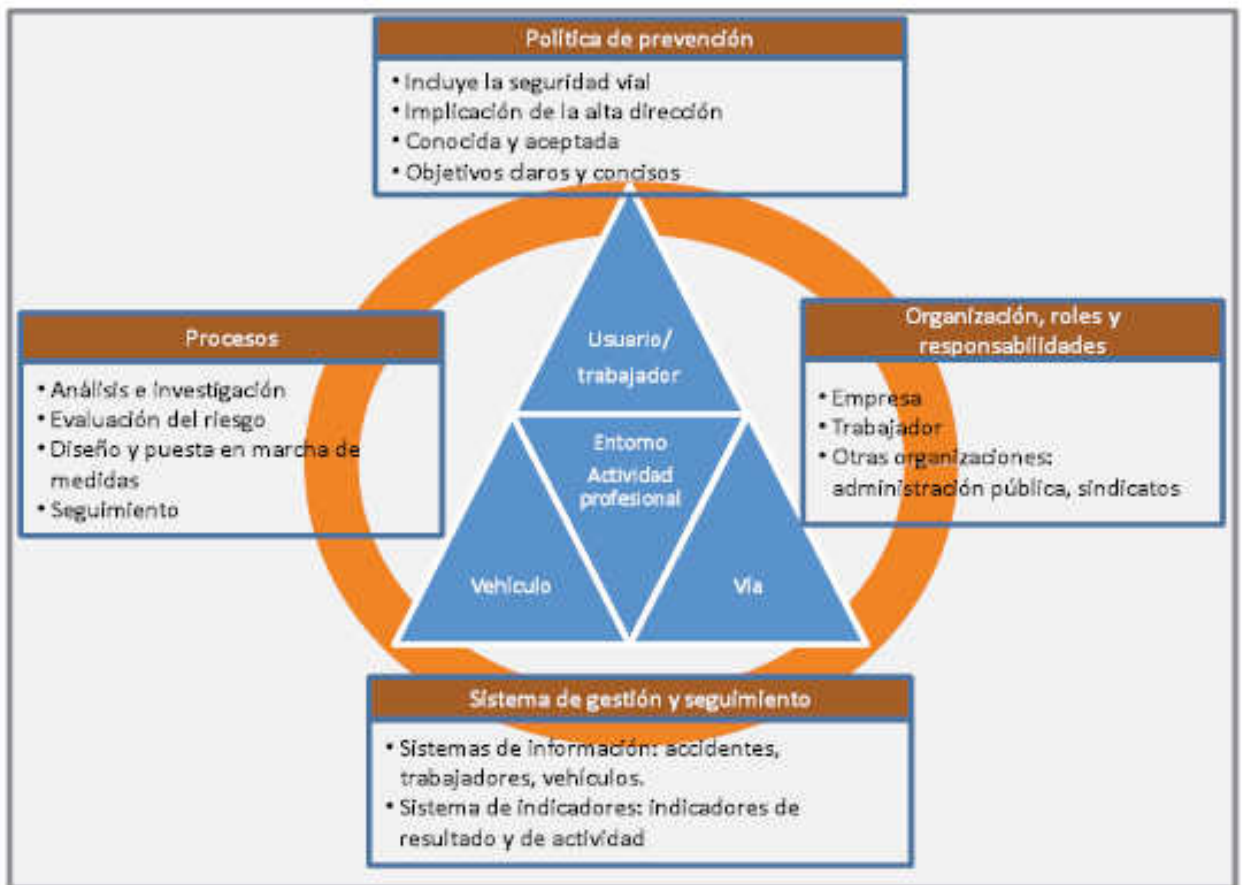 Política de prevención
• Incluye la seguridad vial
• Implicación de la alta dirección
• Conocida y aceptada
• Objetivos claros y concisos
Procesos
• Análisis e investigación
• Evaluación del riesgo
• Diseño y puesta en marcha de
medidas
• Seguimiento
Usuario/
trabajador
Entorno
Actividad
profesional
Vehículo
Vía
Organización, roles y
responsabilidades
• Empresa
• Trabajador
• Otras organizaciones:
administración pública, sindicatos
Sistema de gestión y seguimiento
• Sistemas de información: accidentes,
trabajadores, vehículos.
• Sistema de indicadores: indicadores de
resultado y de actividad